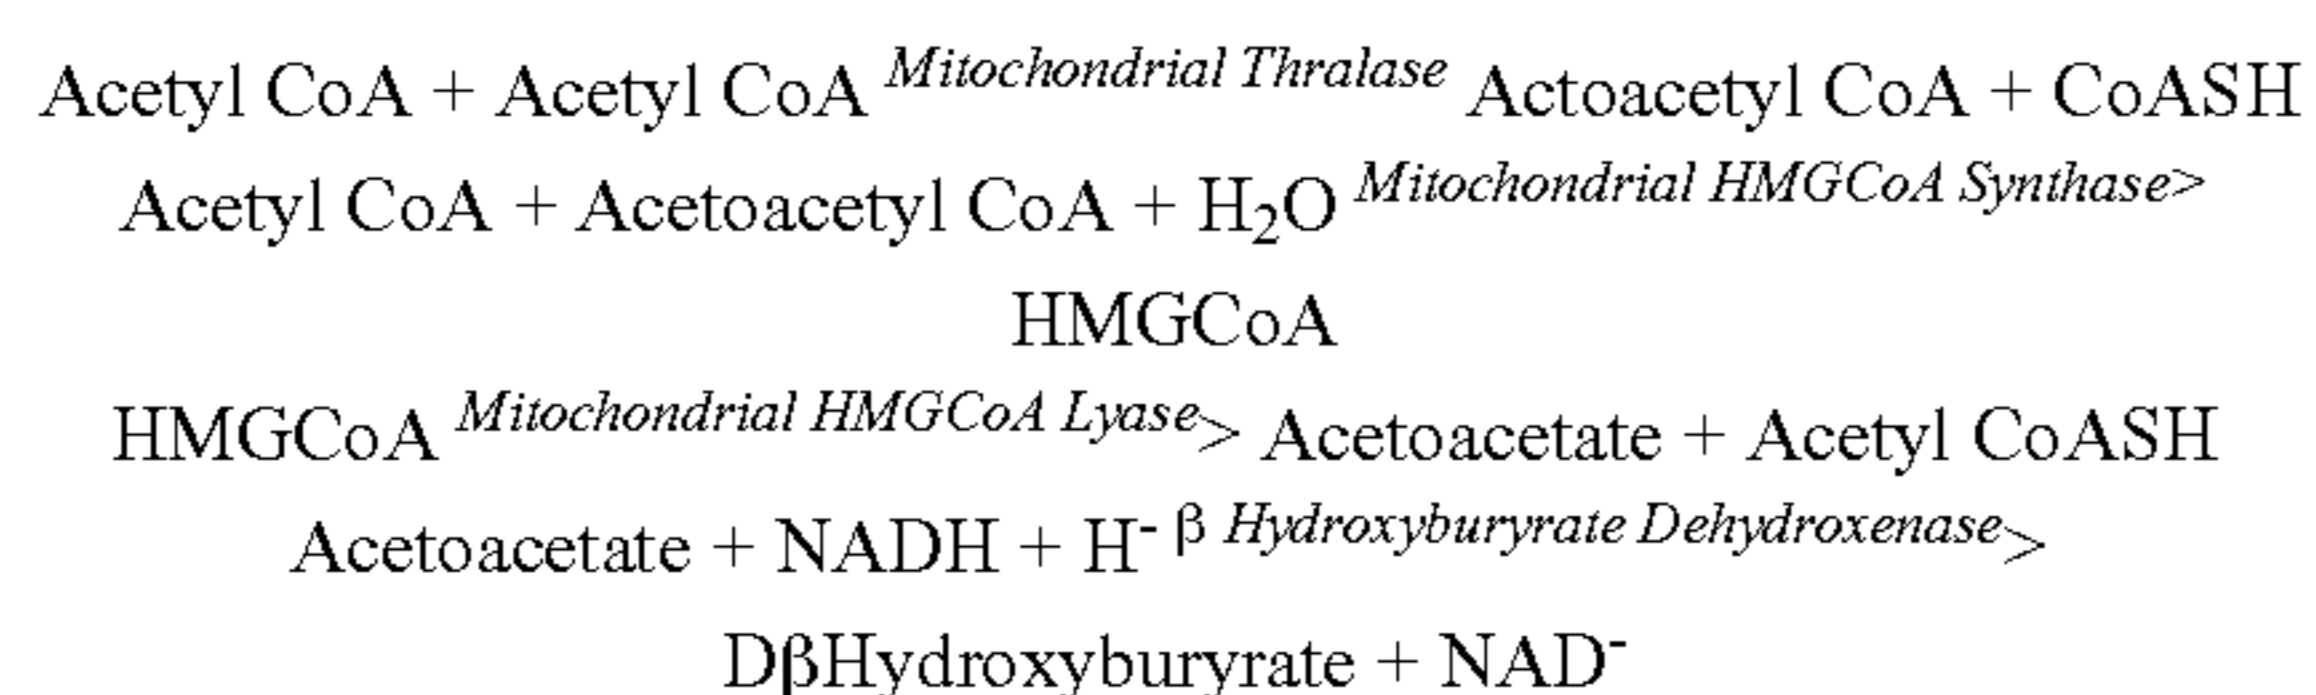 Acetyl CoA + Acetyl CoA Mitochondrial Thralase Actoacetyl CoA + CoASH
Acetyl CoA + Acetoacetyl CoA + H₂O Mitochondrial HMGCoA Synthase>
HMGCoA
HMGCoA Mitochondrial HMGCoA Lyase> Acetoacetate + Acetyl CoASH
Acetoacetate + NADH + H⁻ β Hydroxyburyrate Dehydroxenase>
DβHydroxyburyrate + NAD⁻